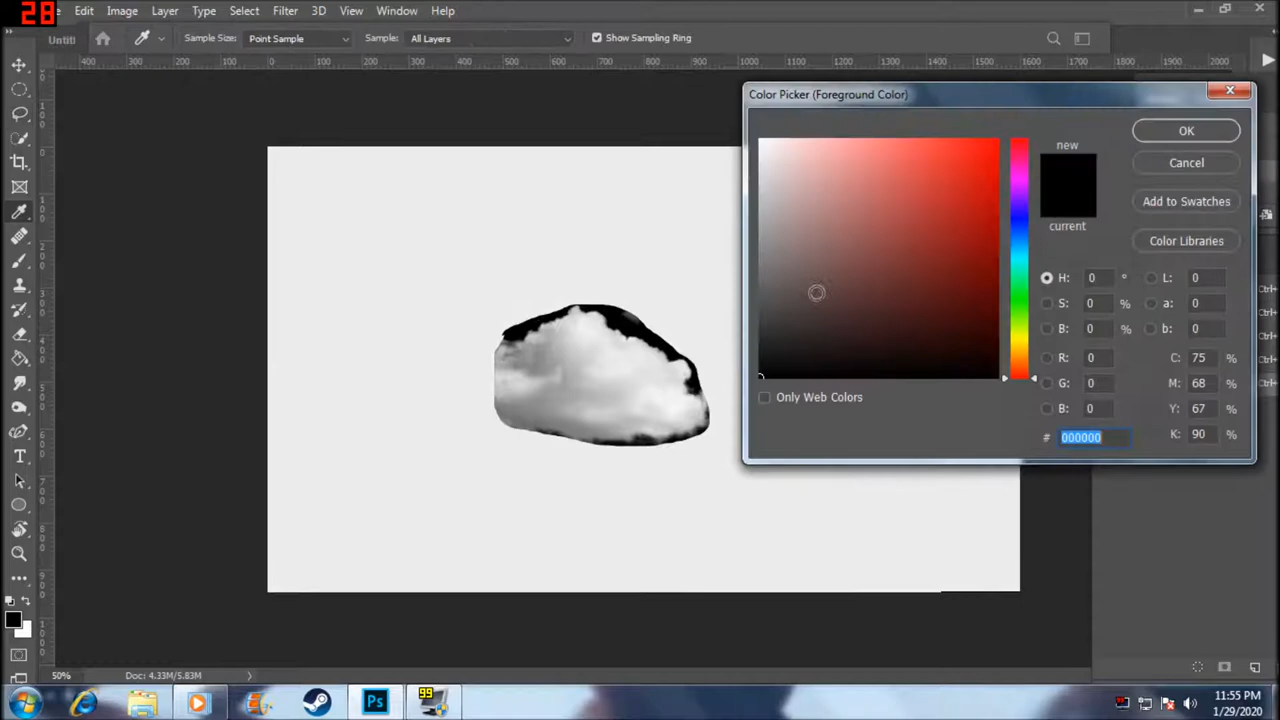 28
Image Layer Type Select Filter 3D View Window Help
Untitl
Sample Size: Point Sample Sample: All Layers Show Sampling Ring
400 300 200 100 0 100 200 300 400 500 600 700 800 900 1000 1100 1200 1300 1400 1500 1600 1700 1800 1900 2000
Color Picker (Foreground Color)
OK
new
Cancel
Add to Swatches
current
Color Libraries
H: 0 ° L: 0
S: 0 % a: 0
B: 0 % b: 0
R: 0 C: 75 %
G: 0 M: 68 %
Only Web Colors
B: 0 Y: 67 %
# 000000 K: 90 %
50% Doc: 4.33M/5.83M
Ps
99
11:55 PM
1/29/2020